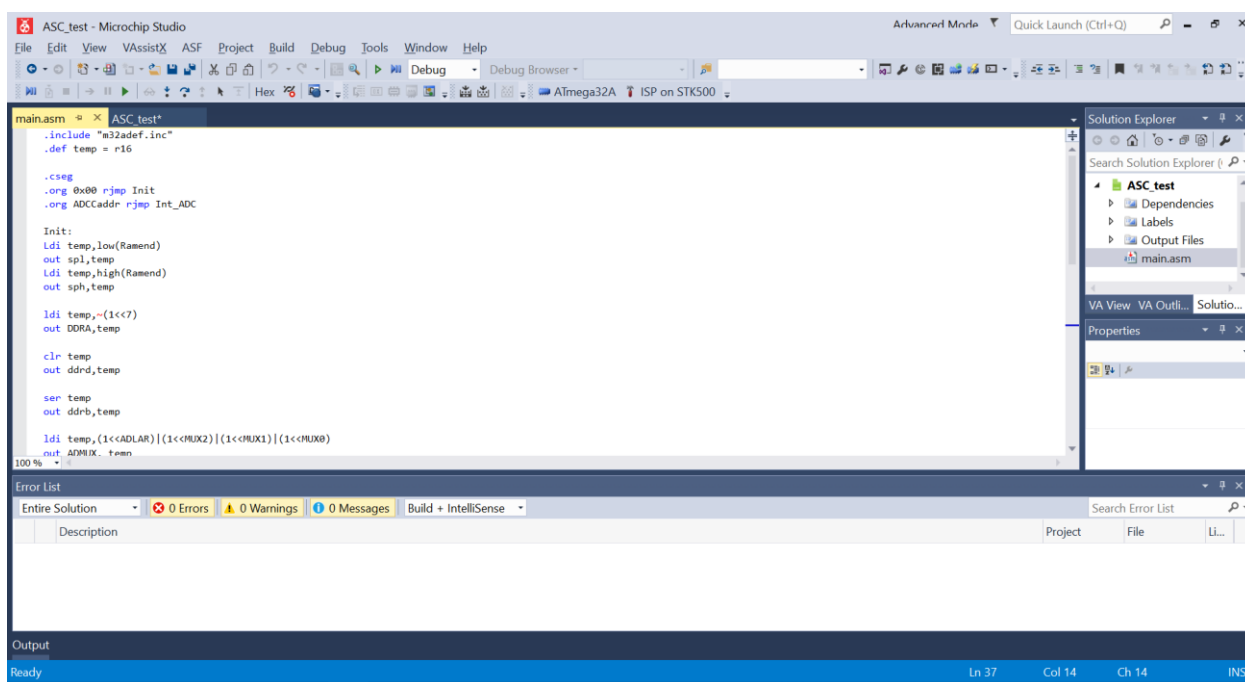 ASC_test - Microchip Studio
Advanced Mode Quick Launch (Ctrl+Q)
File Edit View VAssistX ASF Project Build Debug Tools Window Help
Debug Debug Browser
Hex ATmega32A ISP on STK500
main.asm ASC_test*
.include "m32adef.inc"
.def temp = r16
.cseg
.org 0x00 rjmp Init
.org ADCCaddr rjmp Int_ADC
Init:
Ldi temp,low(Ramend)
out spl,temp
Ldi temp,high(Ramend)
out sph,temp
ldi temp,~(1<<7)
out DDRA,temp
clr temp
out ddrd,temp
ser temp
out ddrb,temp
ldi temp,(1<<ADLAR)|(1<<MUX2)|(1<<MUX1)|(1<<MUX0)
out ADMUX, temp
100 %
Solution Explorer
Search Solution Explorer (
ASC_test
Dependencies
Labels
Output Files
main.asm
VA View VA Outli... Solutio...
Properties
Error List
Entire Solution 0 Errors 0 Warnings 0 Messages Build + IntelliSense Search Error List
Description Project File Li...
Output
Ready Ln 37 Col 14 Ch 14 INS